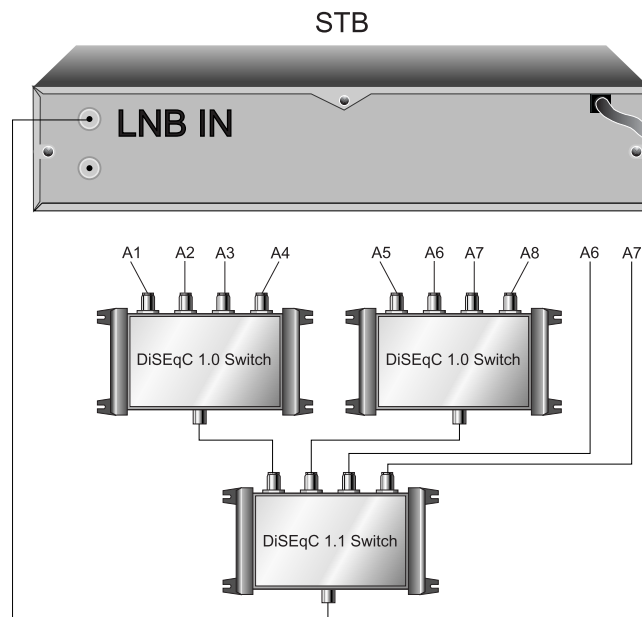 STB
LNB IN
A1 A2 A3 A4 A5 A6 A7 A8 A6 A7
DiSEqC 1.0 Switch DiSEqC 1.0 Switch
DiSEqC 1.1 Switch